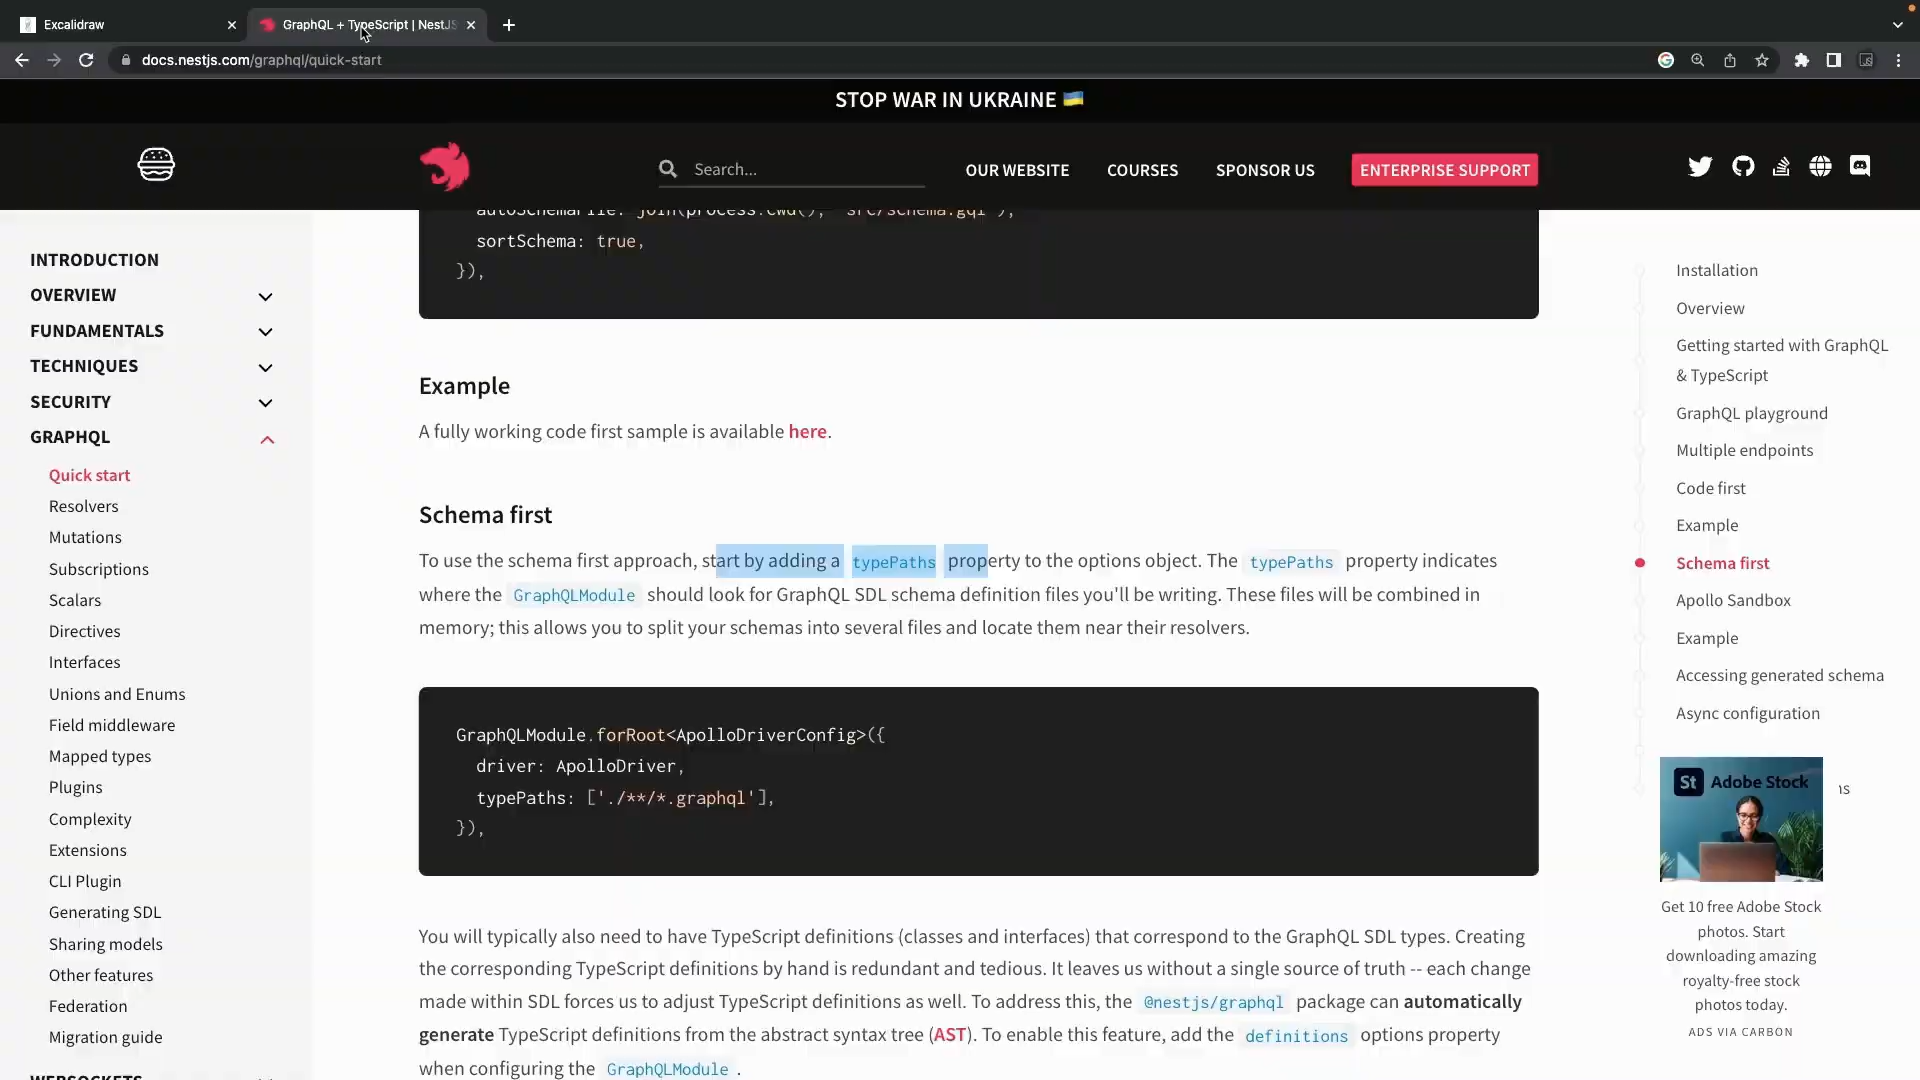 Excalidraw
GraphQL + TypeScript | NestJS
docs.nestjs.com/graphql/quick-start
STOP WAR IN UKRAINE 🇺🇦
Search...
OUR WEBSITE
COURSES
SPONSOR US
ENTERPRISE SUPPORT
INTRODUCTION
OVERVIEW
FUNDAMENTALS
TECHNIQUES
SECURITY
GRAPHQL
Quick start
Resolvers
Mutations
Subscriptions
Scalars
Directives
Interfaces
Unions and Enums
Field middleware
Mapped types
Plugins
Complexity
Extensions
CLI Plugin
Generating SDL
Sharing models
Other features
Federation
Migration guide
WEBSOCKETS
autoSchemaFile: join(process.cwd(), 'src/schema.gql'),
sortSchema: true,
}),
Example
A fully working code first sample is available here.
Schema first
To use the schema first approach, start by adding a typePaths property to the options object. The typePaths property indicates
where the GraphQLModule should look for GraphQL SDL schema definition files you'll be writing. These files will be combined in
memory; this allows you to split your schemas into several files and locate them near their resolvers.
GraphQLModule.forRoot<ApolloDriverConfig>({
driver: ApolloDriver,
typePaths: ['./**/*.graphql'],
}),
You will typically also need to have TypeScript definitions (classes and interfaces) that correspond to the GraphQL SDL types. Creating
the corresponding TypeScript definitions by hand is redundant and tedious. It leaves us without a single source of truth -- each change
made within SDL forces us to adjust TypeScript definitions as well. To address this, the @nestjs/graphql package can automatically
generate TypeScript definitions from the abstract syntax tree (AST). To enable this feature, add the definitions options property
when configuring the GraphQLModule .
Installation
Overview
Getting started with GraphQL
& TypeScript
GraphQL playground
Multiple endpoints
Code first
Example
Schema first
Apollo Sandbox
Example
Accessing generated schema
Async configuration
St Adobe Stock
Get 10 free Adobe Stock
photos. Start
downloading amazing
royalty-free stock
photos today.
ADS VIA CARBON